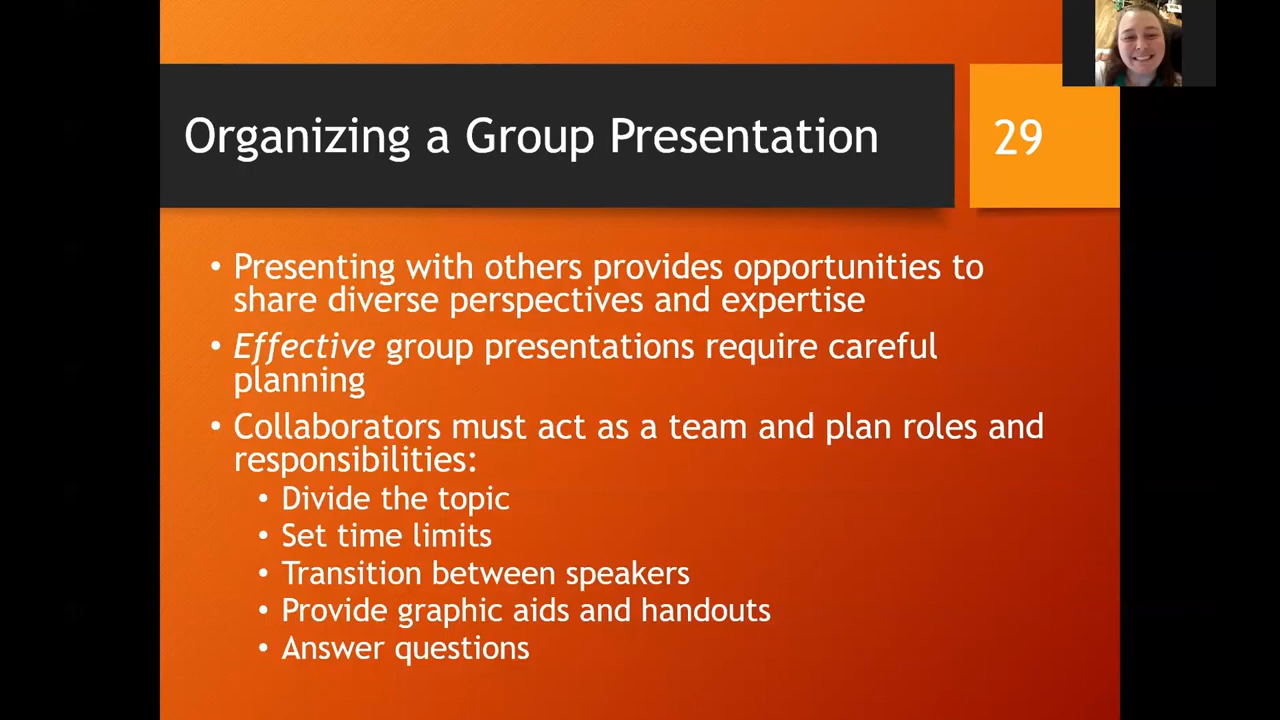 Organizing a Group Presentation
29
• Presenting with others provides opportunities to
share diverse perspectives and expertise
• Effective group presentations require careful
planning
• Collaborators must act as a team and plan roles and
responsibilities:
• Divide the topic
• Set time limits
• Transition between speakers
• Provide graphic aids and handouts
• Answer questions